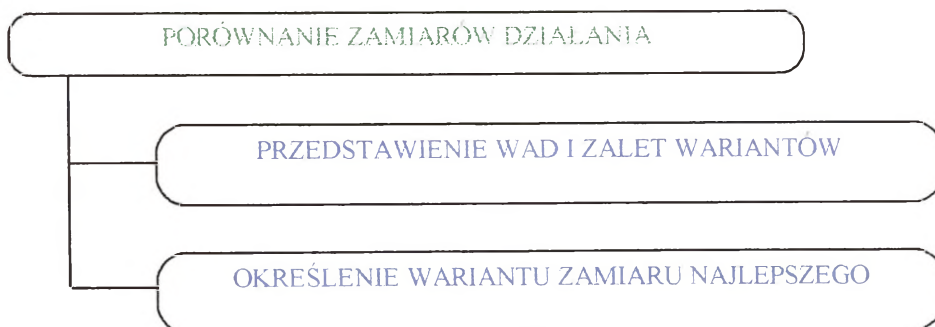 PORÓWNANIE ZAMIARÓW DZIAŁANIA
PRZEDSTAWIENIE WAD I ZALET WARIANTÓW
OKREŚLENIE WARIANTU ZAMIARU NAJLEPSZEGO